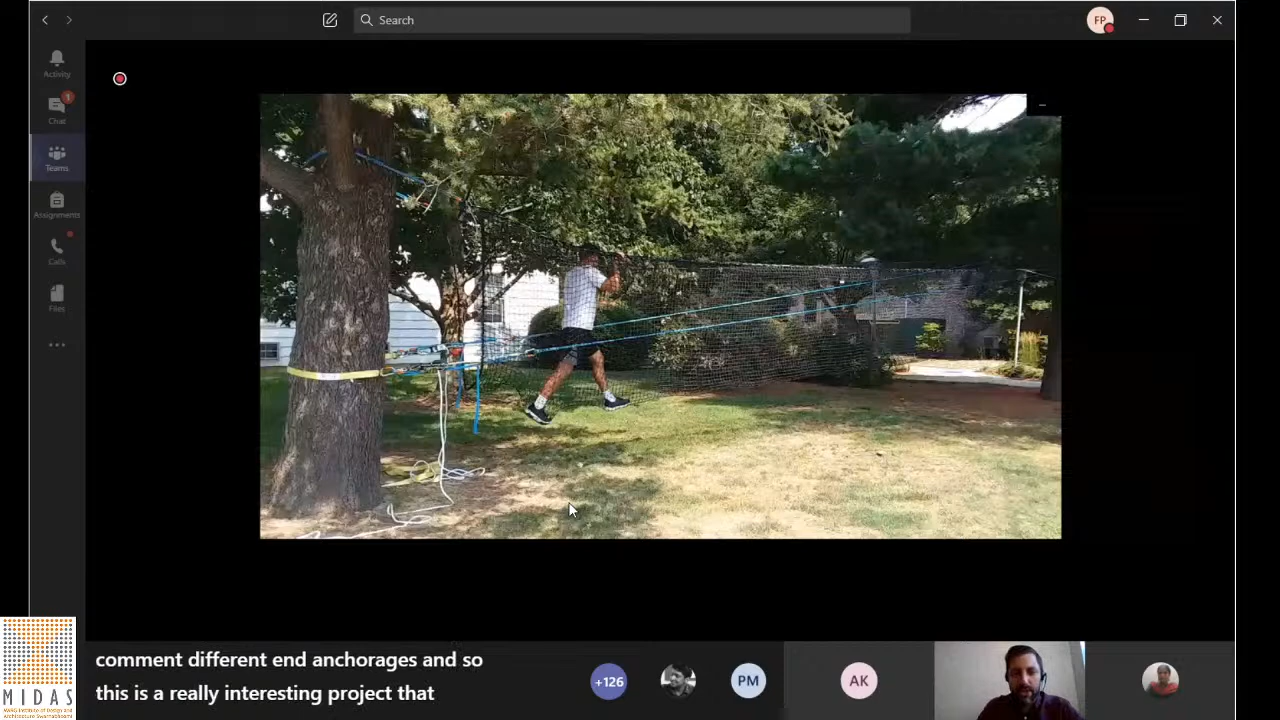 Search
FP
Activity
1
Chat
Teams
Assignments
Calls
Files
comment different end anchorages and so
this is a really interesting project that
+126
PM
AK
MIDAS